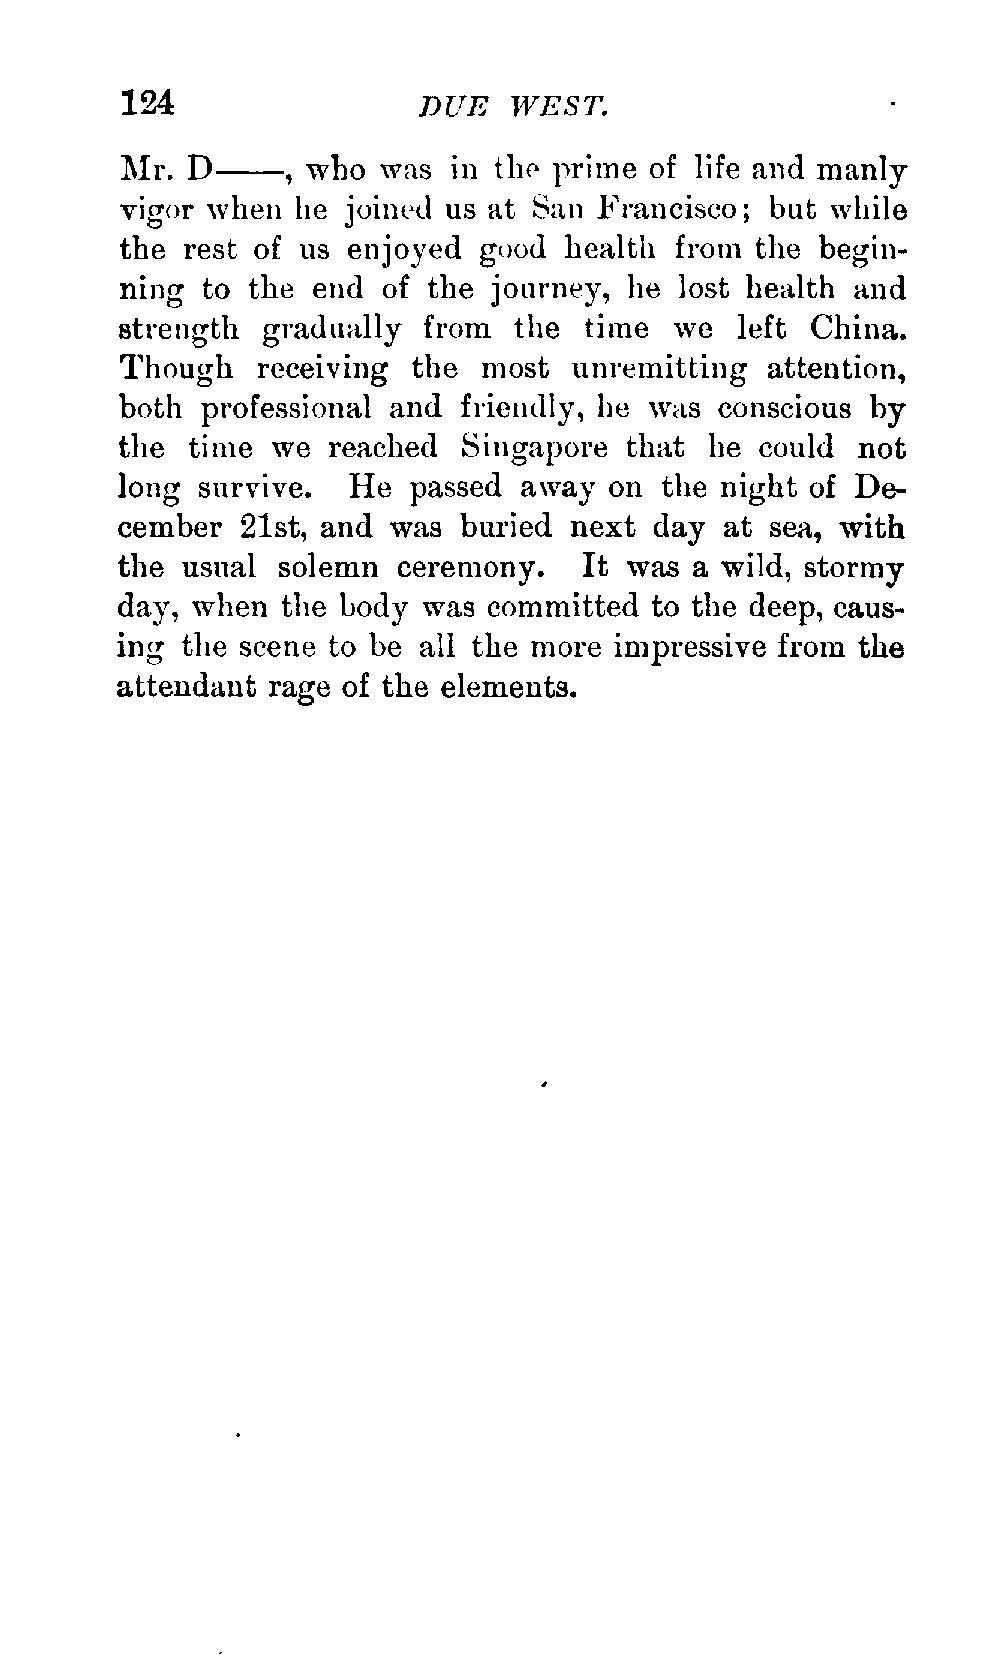 124 DUE WEST.
Mr. D——, who was in the prime of life and manly
vigor when he joined us at San Francisco; but while
the rest of us enjoyed good health from the begin-
ning to the end of the journey, he lost health and
strength gradually from the time we left China.
Though receiving the most unremitting attention,
both professional and friendly, he was conscious by
the time we reached Singapore that he could not
long survive. He passed away on the night of De-
cember 21st, and was buried next day at sea, with
the usual solemn ceremony. It was a wild, stormy
day, when the body was committed to the deep, caus-
ing the scene to be all the more impressive from the
attendant rage of the elements.